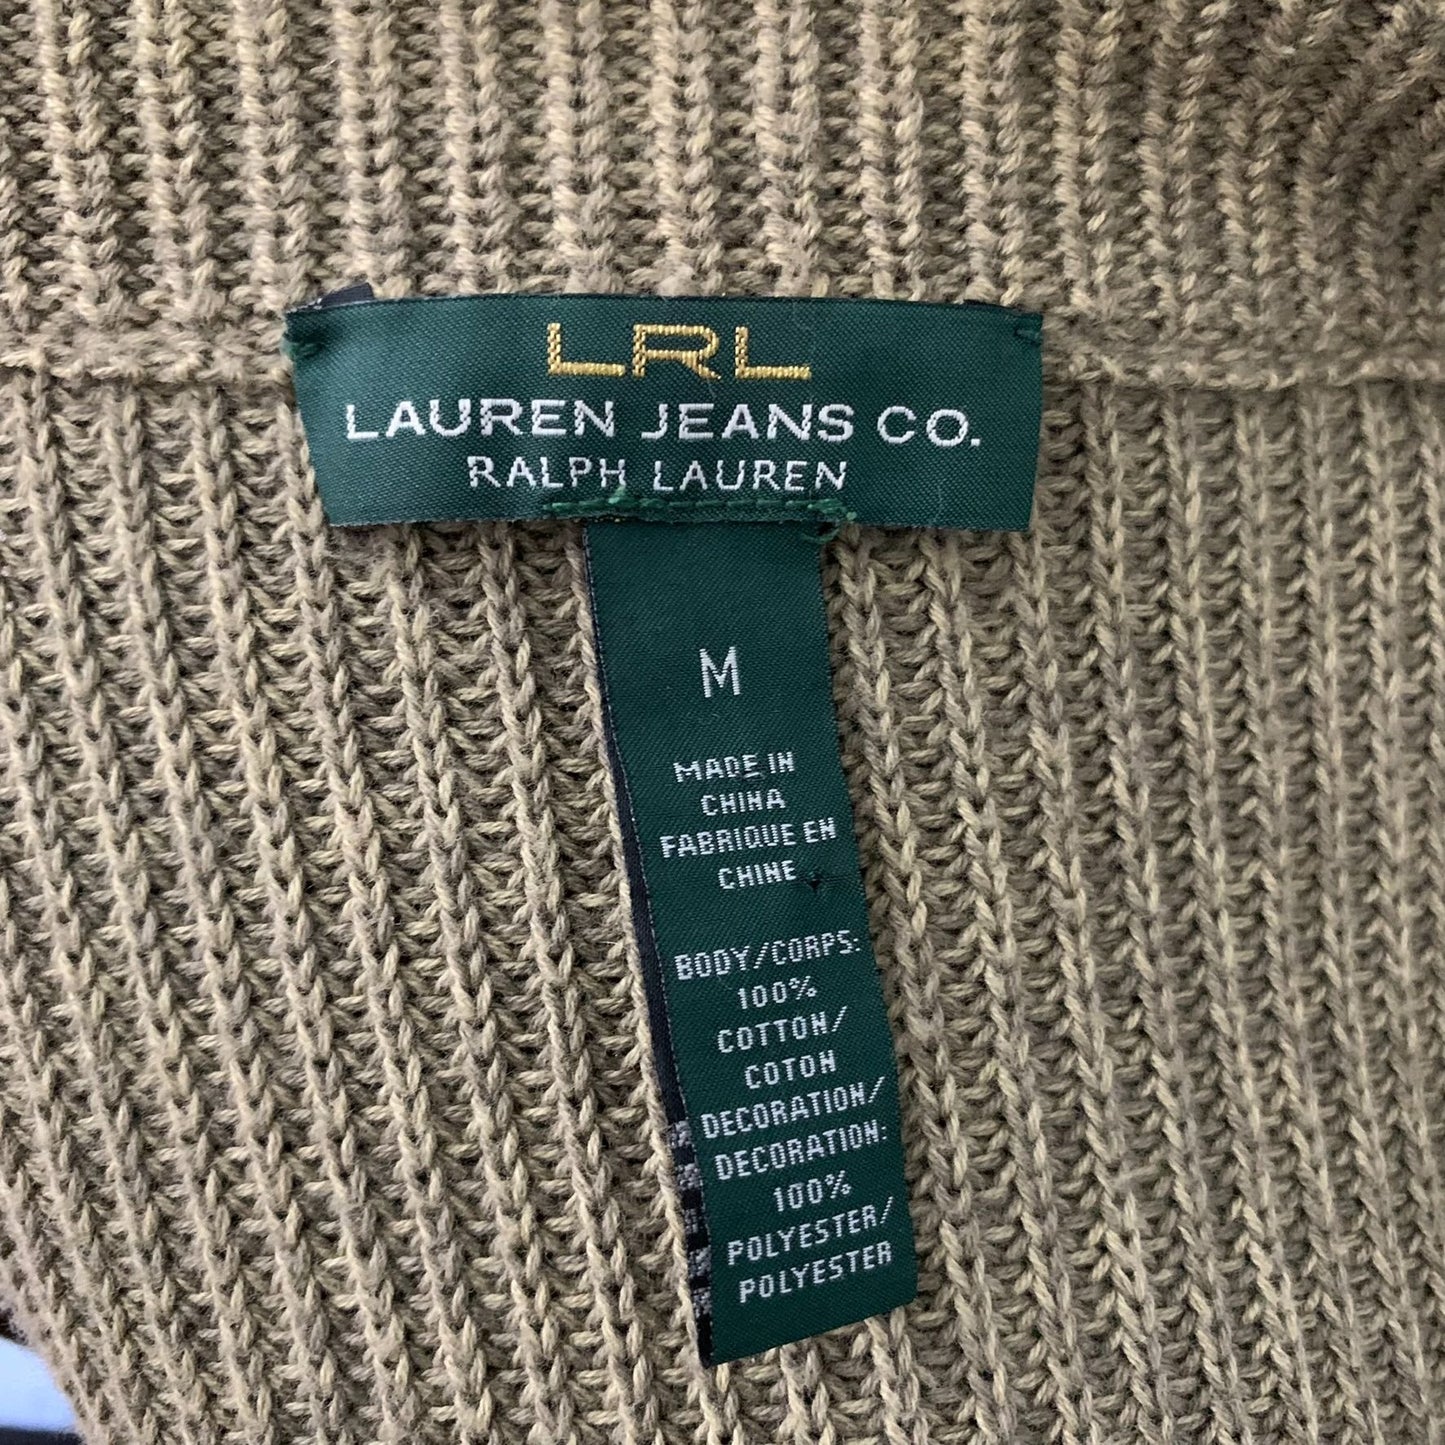 LRL
LAUREN JEANS CO.
RALPH LAUREN
M
MADE IN
CHINA
FABRIQUE EN
CHINE
BODY/CORPS:
100%
COTTON/
COTON
DECORATION/
DECORATION:
100%
POLYESTER/
POLYESTER